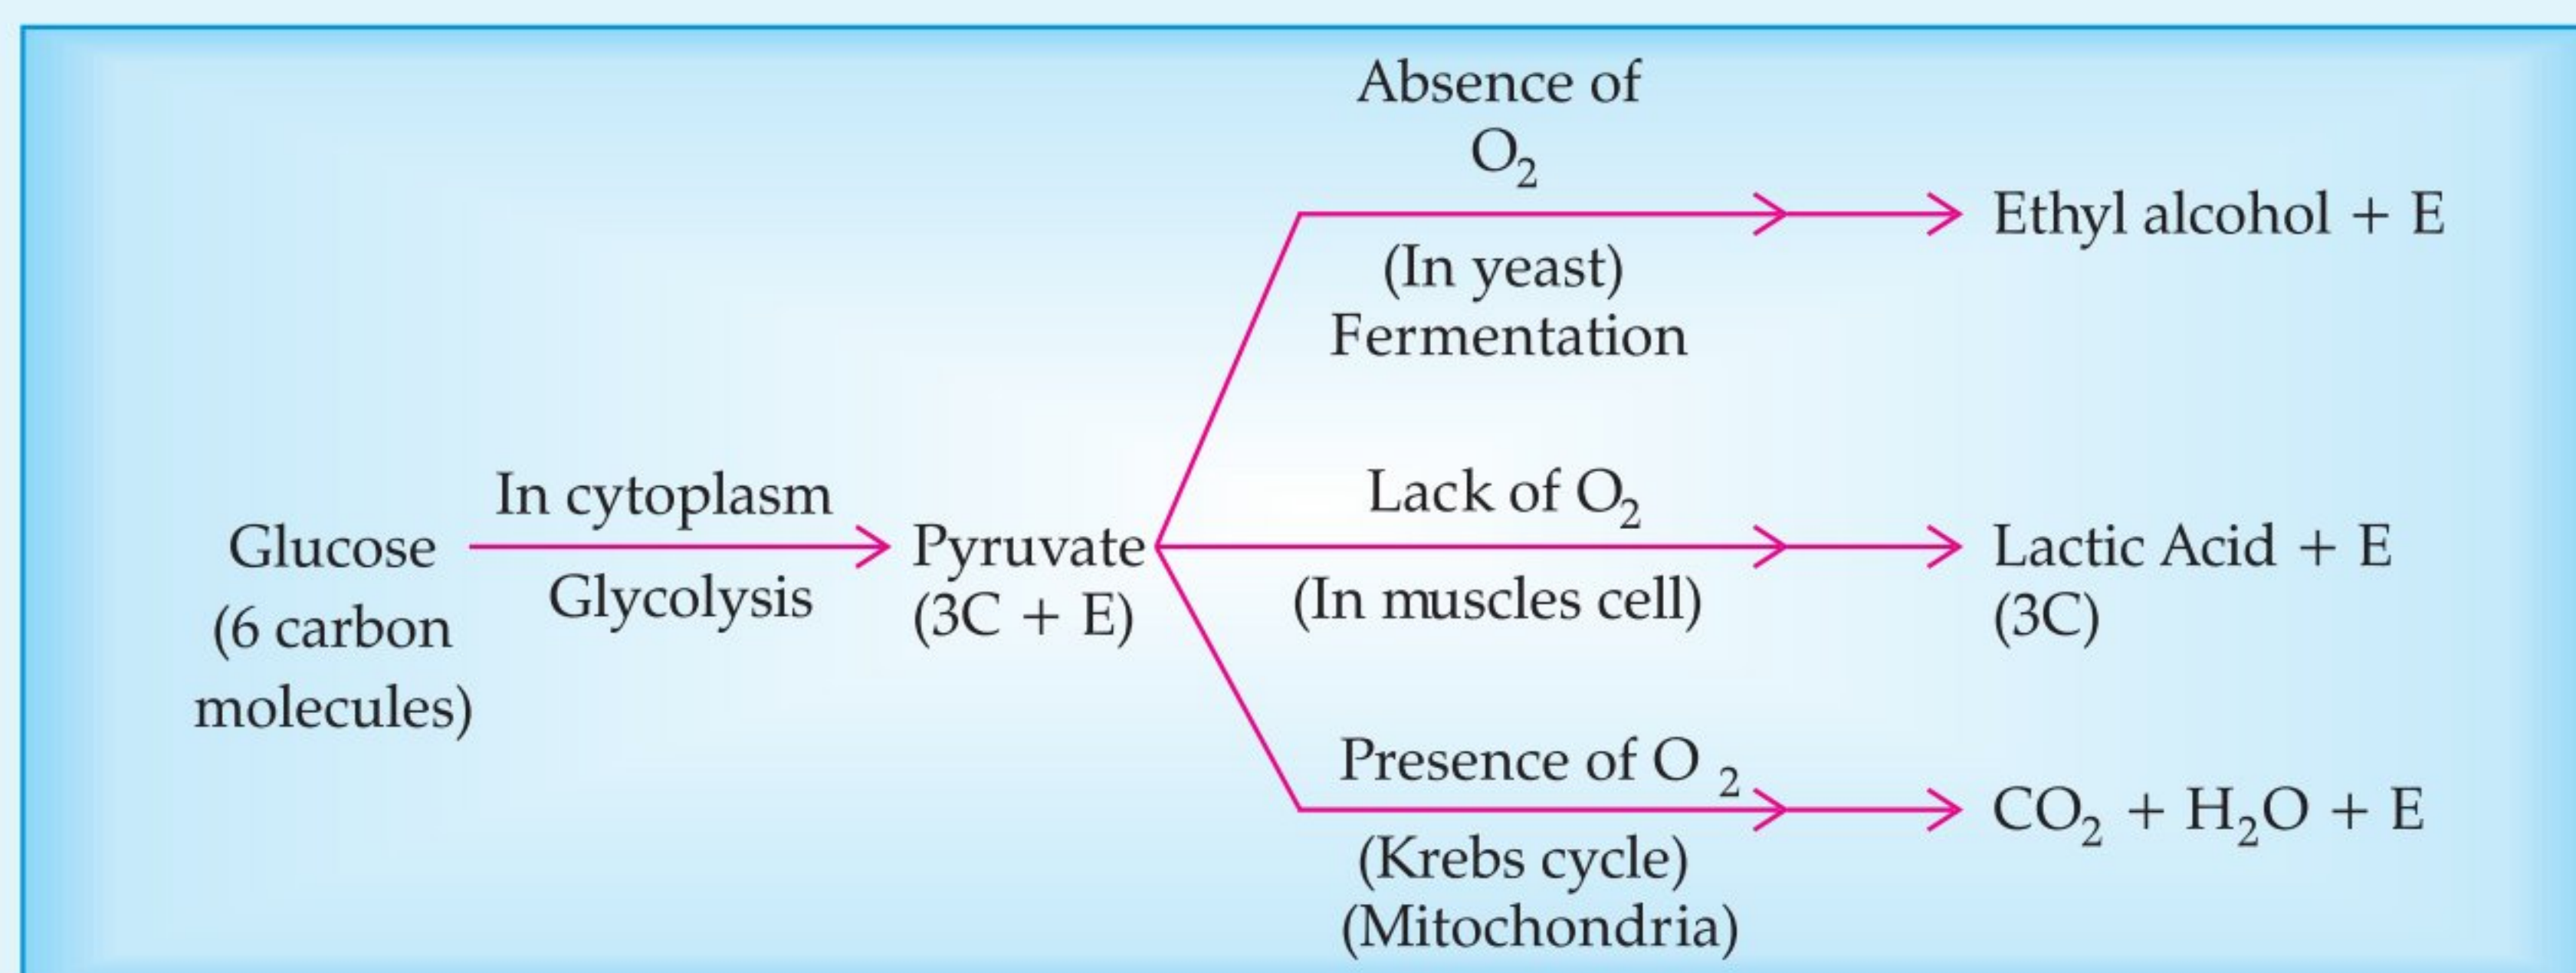 Absence of
O₂
Ethyl alcohol + E
(In yeast)
Fermentation
In cytoplasm
Glucose
(6 carbon
molecules)
Glycolysis
Pyruvate
(3C + E)
Lack of O₂
(In muscles cell)
Lactic Acid + E
(3C)
Presence of O ₂
(Krebs cycle)
(Mitochondria)
CO₂ + H₂O + E